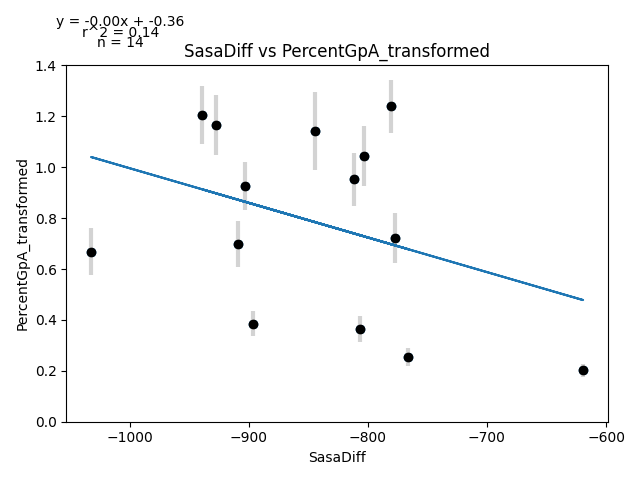 y = -0.00x + -0.36
r^2 = 0.14
n = 14
SasaDiff vs PercentGpA_transformed
PercentGpA_transformed
1.4
1.2
1.0
0.8
0.6
0.4
0.2
0.0
−1000
−900
−800
−700
−600
SasaDiff